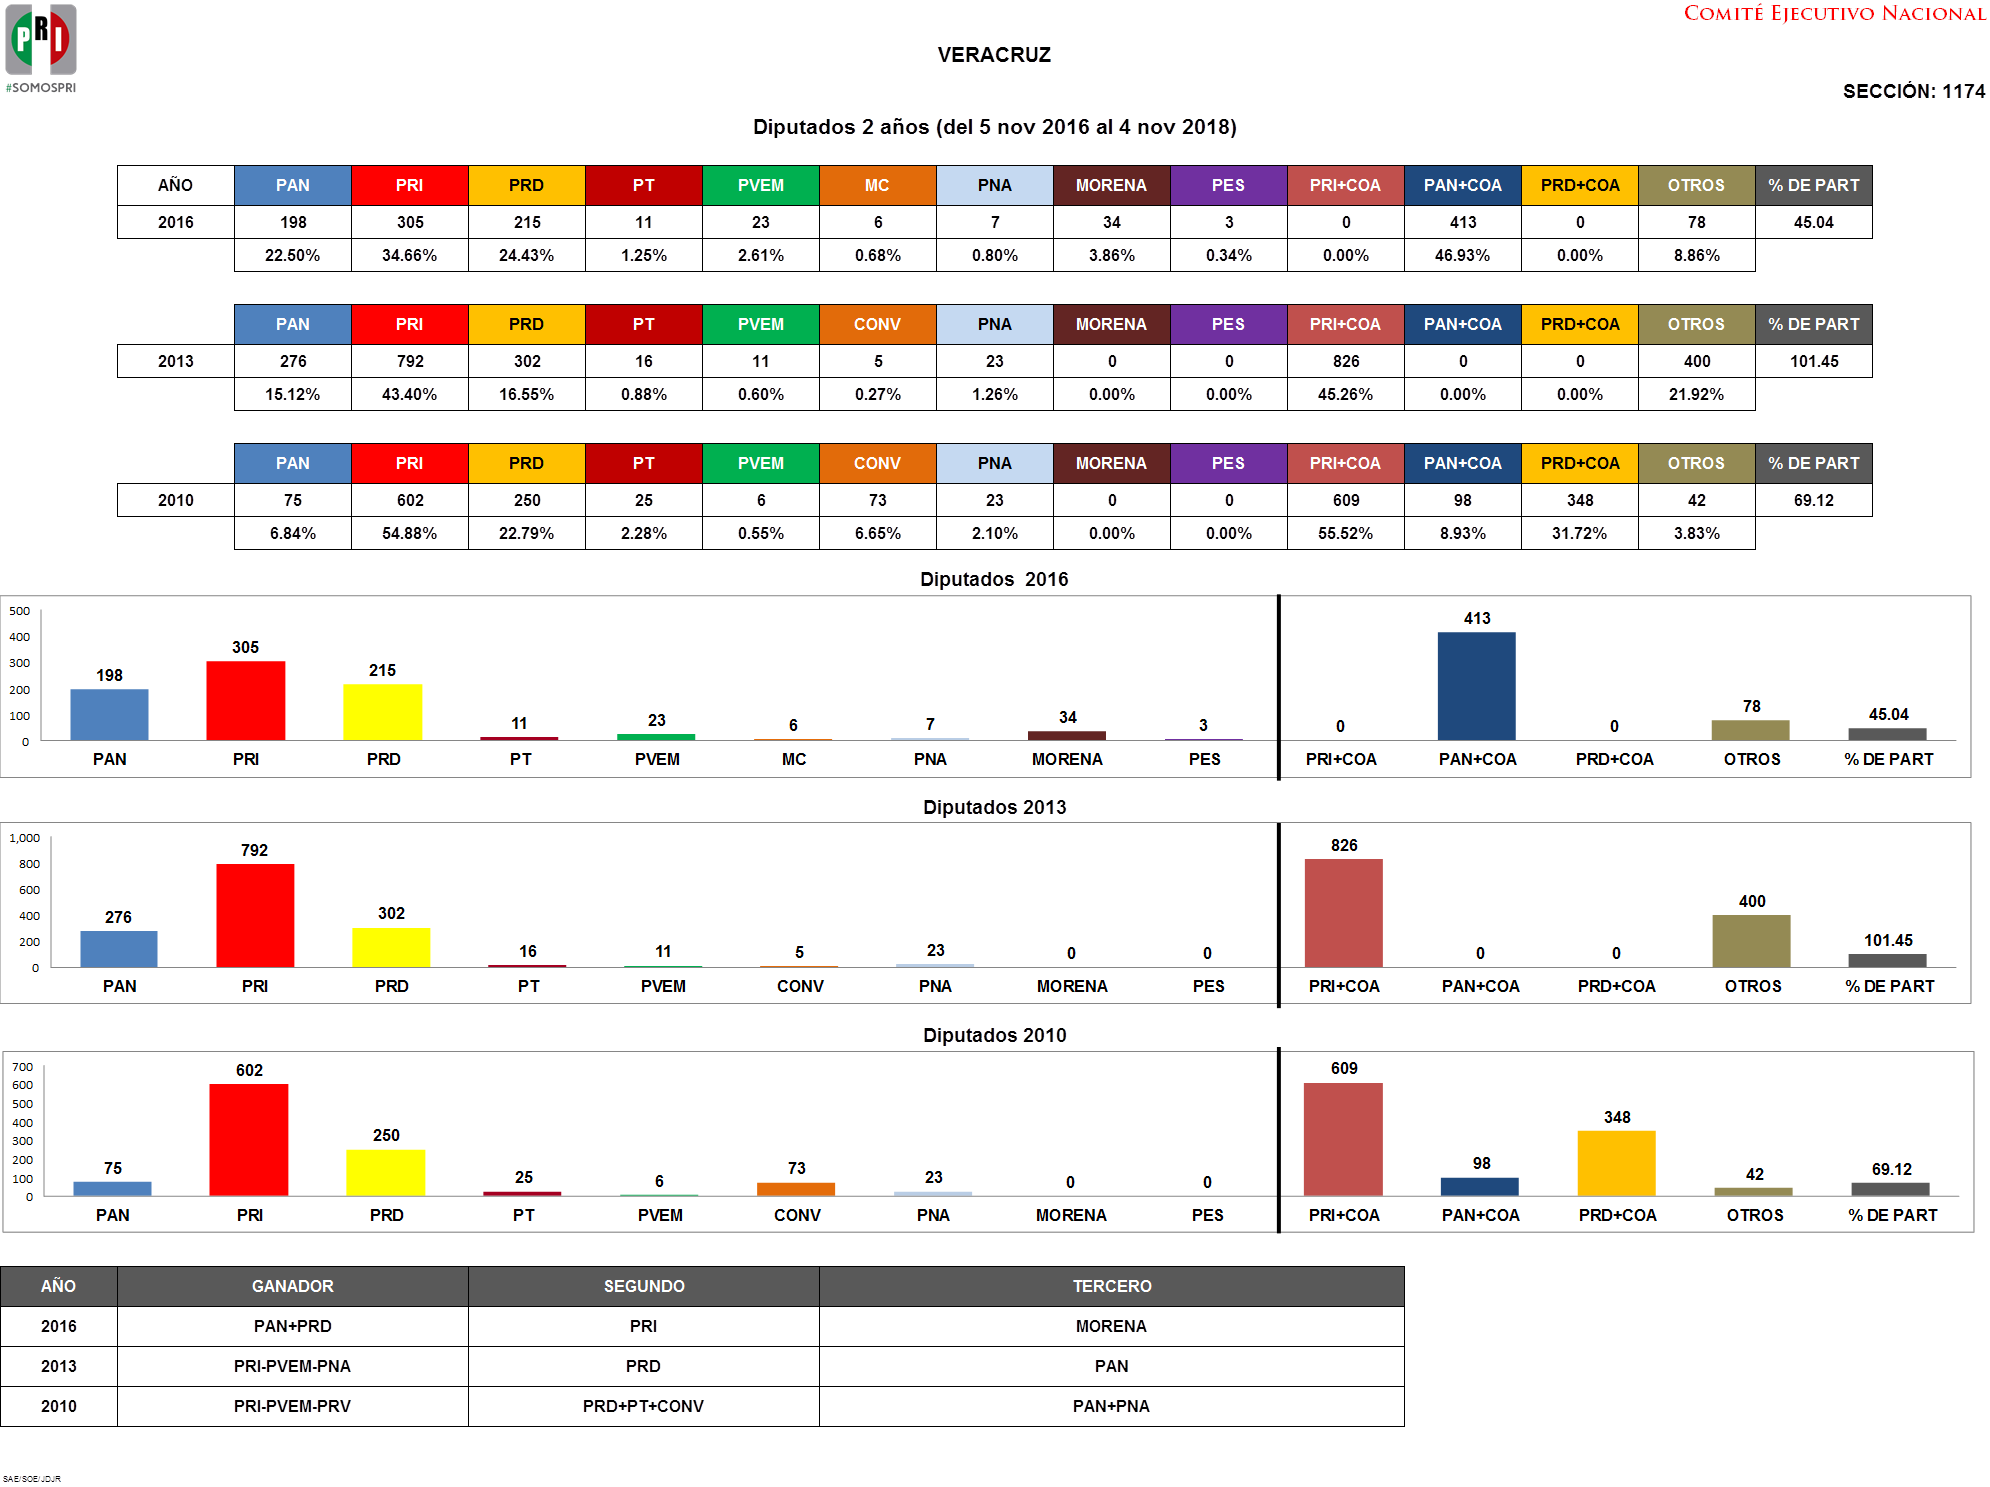 COMITÉ EJECUTIVO NACIONAL
PRI
#SOMOSPRI
VERACRUZ
SECCIÓN: 1174
Diputados 2 años (del 5 nov 2016 al 4 nov 2018)
AÑO PAN PRI PRD PT PVEM MC PNA MORENA PES PRI+COA PAN+COA PRD+COA OTROS % DE PART
2016 198 305 215 11 23 6 7 34 3 0 413 0 78 45.04
22.50% 34.66% 24.43% 1.25% 2.61% 0.68% 0.80% 3.86% 0.34% 0.00% 46.93% 0.00% 8.86%
PAN PRI PRD PT PVEM CONV PNA MORENA PES PRI+COA PAN+COA PRD+COA OTROS % DE PART
2013 276 792 302 16 11 5 23 0 0 826 0 0 400 101.45
15.12% 43.40% 16.55% 0.88% 0.60% 0.27% 1.26% 0.00% 0.00% 45.26% 0.00% 0.00% 21.92%
PAN PRI PRD PT PVEM CONV PNA MORENA PES PRI+COA PAN+COA PRD+COA OTROS % DE PART
2010 75 602 250 25 6 73 23 0 0 609 98 348 42 69.12
6.84% 54.88% 22.79% 2.28% 0.55% 6.65% 2.10% 0.00% 0.00% 55.52% 8.93% 31.72% 3.83%
Diputados  2016
500
400
300
200
100
0
198 305 215 11 23 6 7 34 3 0 413 0 78 45.04
PAN PRI PRD PT PVEM MC PNA MORENA PES PRI+COA PAN+COA PRD+COA OTROS % DE PART
Diputados 2013
1,000
800
600
400
200
0
276 792 302 16 11 5 23 0 0 826 0 0 400 101.45
PAN PRI PRD PT PVEM CONV PNA MORENA PES PRI+COA PAN+COA PRD+COA OTROS % DE PART
Diputados 2010
700
600
500
400
300
200
100
0
75 602 250 25 6 73 23 0 0 609 98 348 42 69.12
PAN PRI PRD PT PVEM CONV PNA MORENA PES PRI+COA PAN+COA PRD+COA OTROS % DE PART
AÑO GANADOR SEGUNDO TERCERO
2016 PAN+PRD PRI MORENA
2013 PRI-PVEM-PNA PRD PAN
2010 PRI-PVEM-PRV PRD+PT+CONV PAN+PNA
SAE/SOE/JDJR